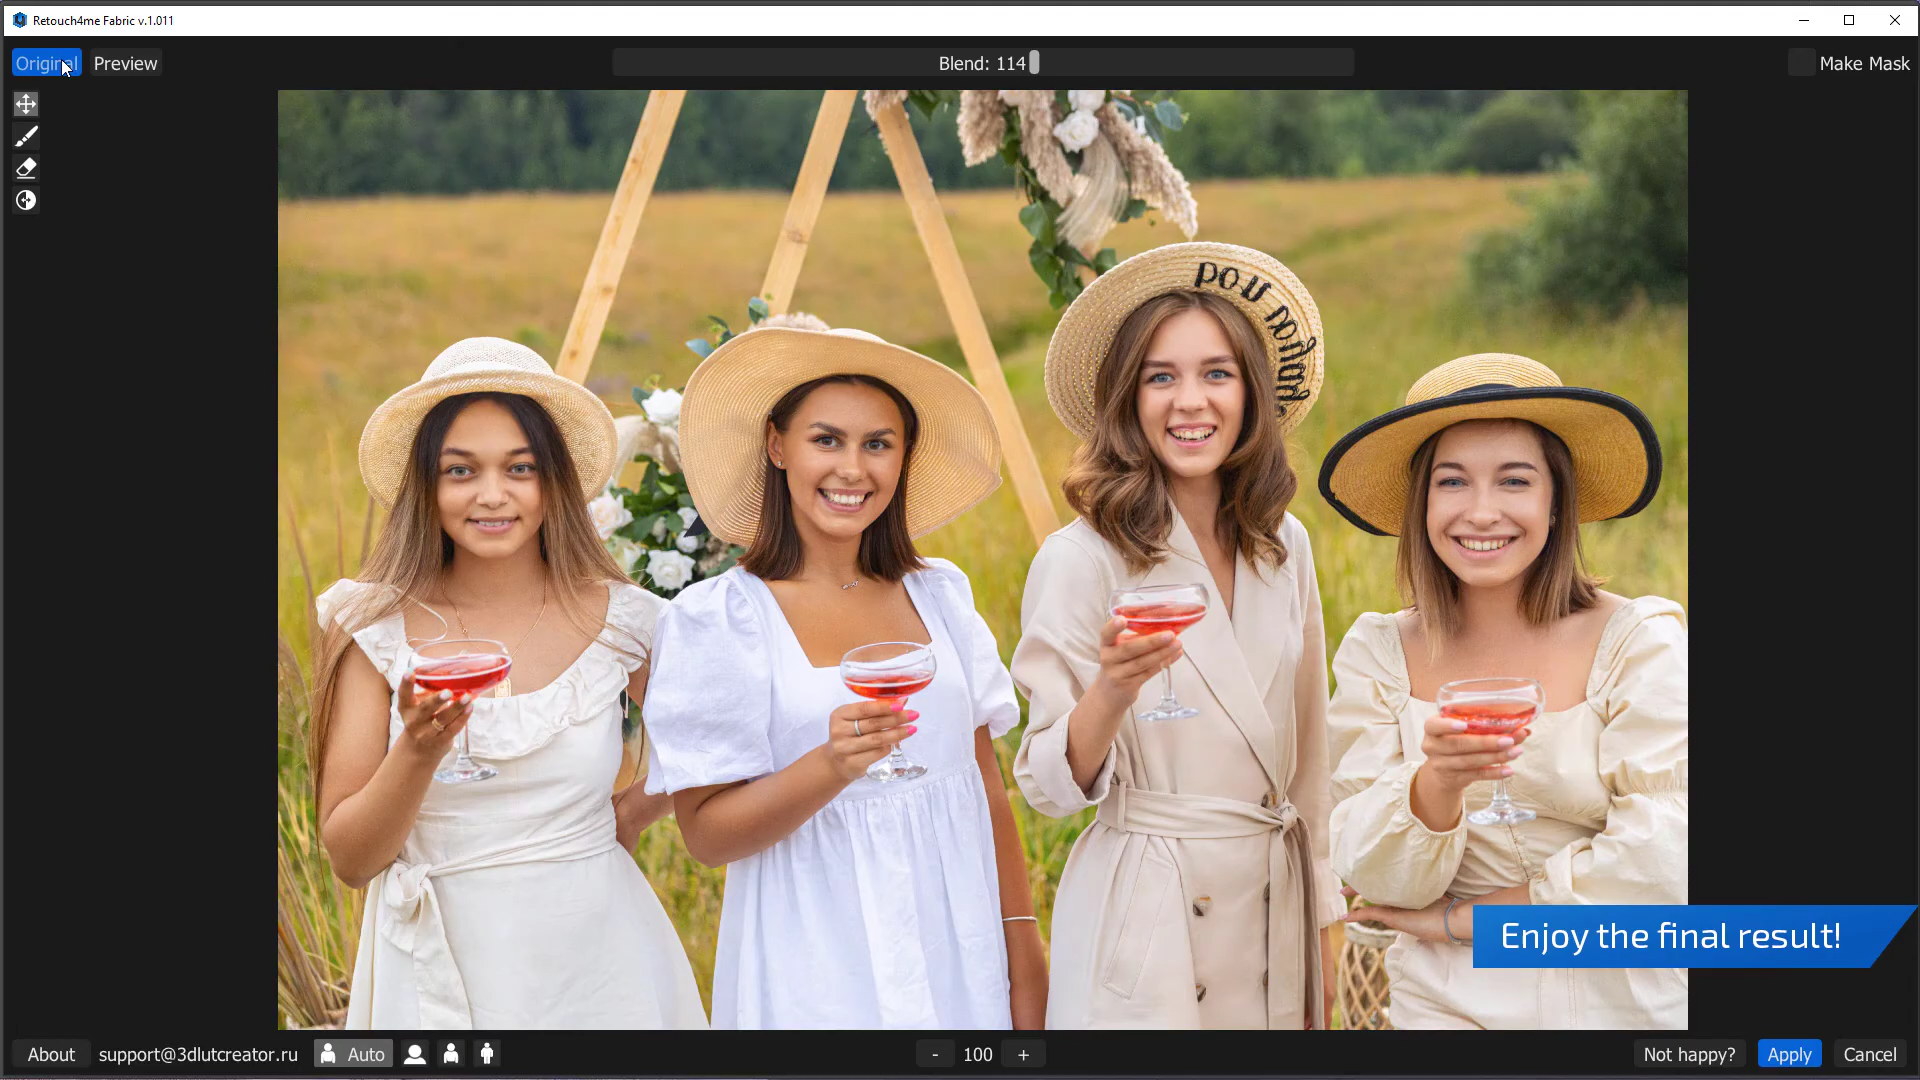 Retouch4me Fabric v.1.011
Original
Preview
Blend: 114
Make Mask
Enjoy the final result!
About
support@3dlutcreator.ru
Auto
-
100
+
Not happy?
Apply
Cancel